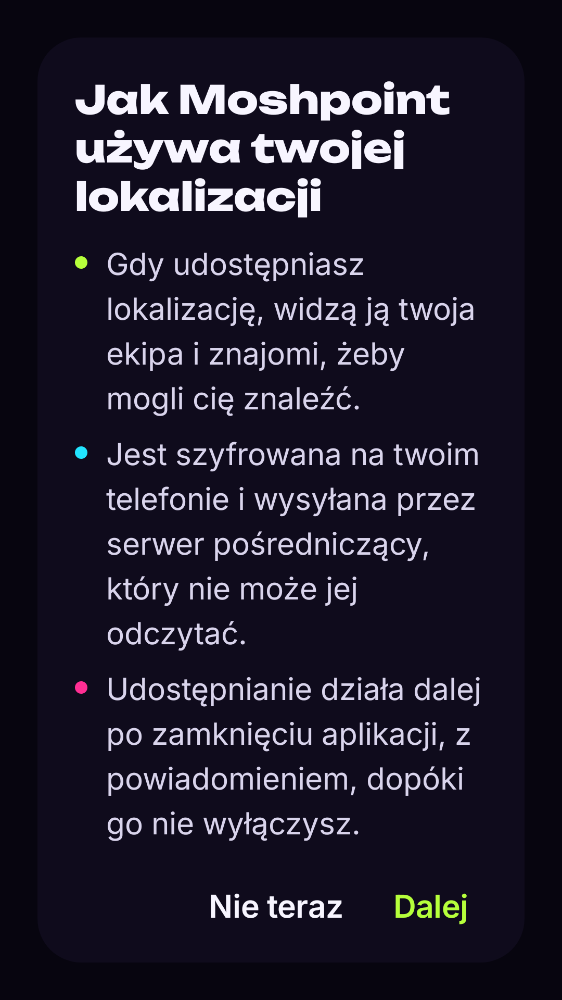 Jak Moshpoint
używa twojej
lokalizacji
Gdy udostępniasz
lokalizację, widzą ją twoja
ekipa i znajomi, żeby
mogli cię znaleźć.
Jest szyfrowana na twoim
telefonie i wysyłana przez
serwer pośredniczący,
który nie może jej
odczytać.
Udostępnianie działa dalej
po zamknięciu aplikacji, z
powiadomieniem, dopóki
go nie wyłączysz.
Nie teraz Dalej